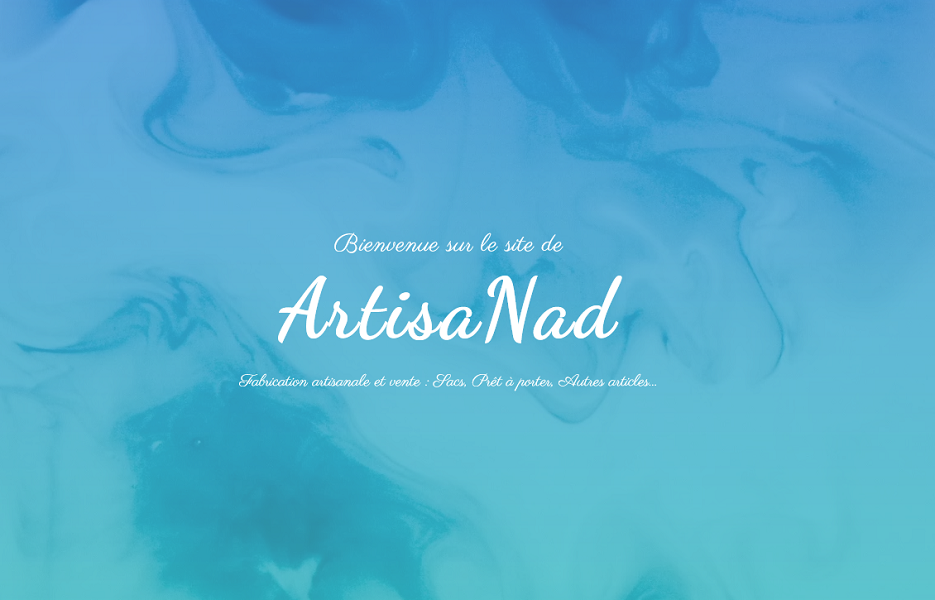 Bienvenue sur le site de
ArtisaNad
Fabrication artisanale et vente : Sacs, Prêt à porter, Autres articles...